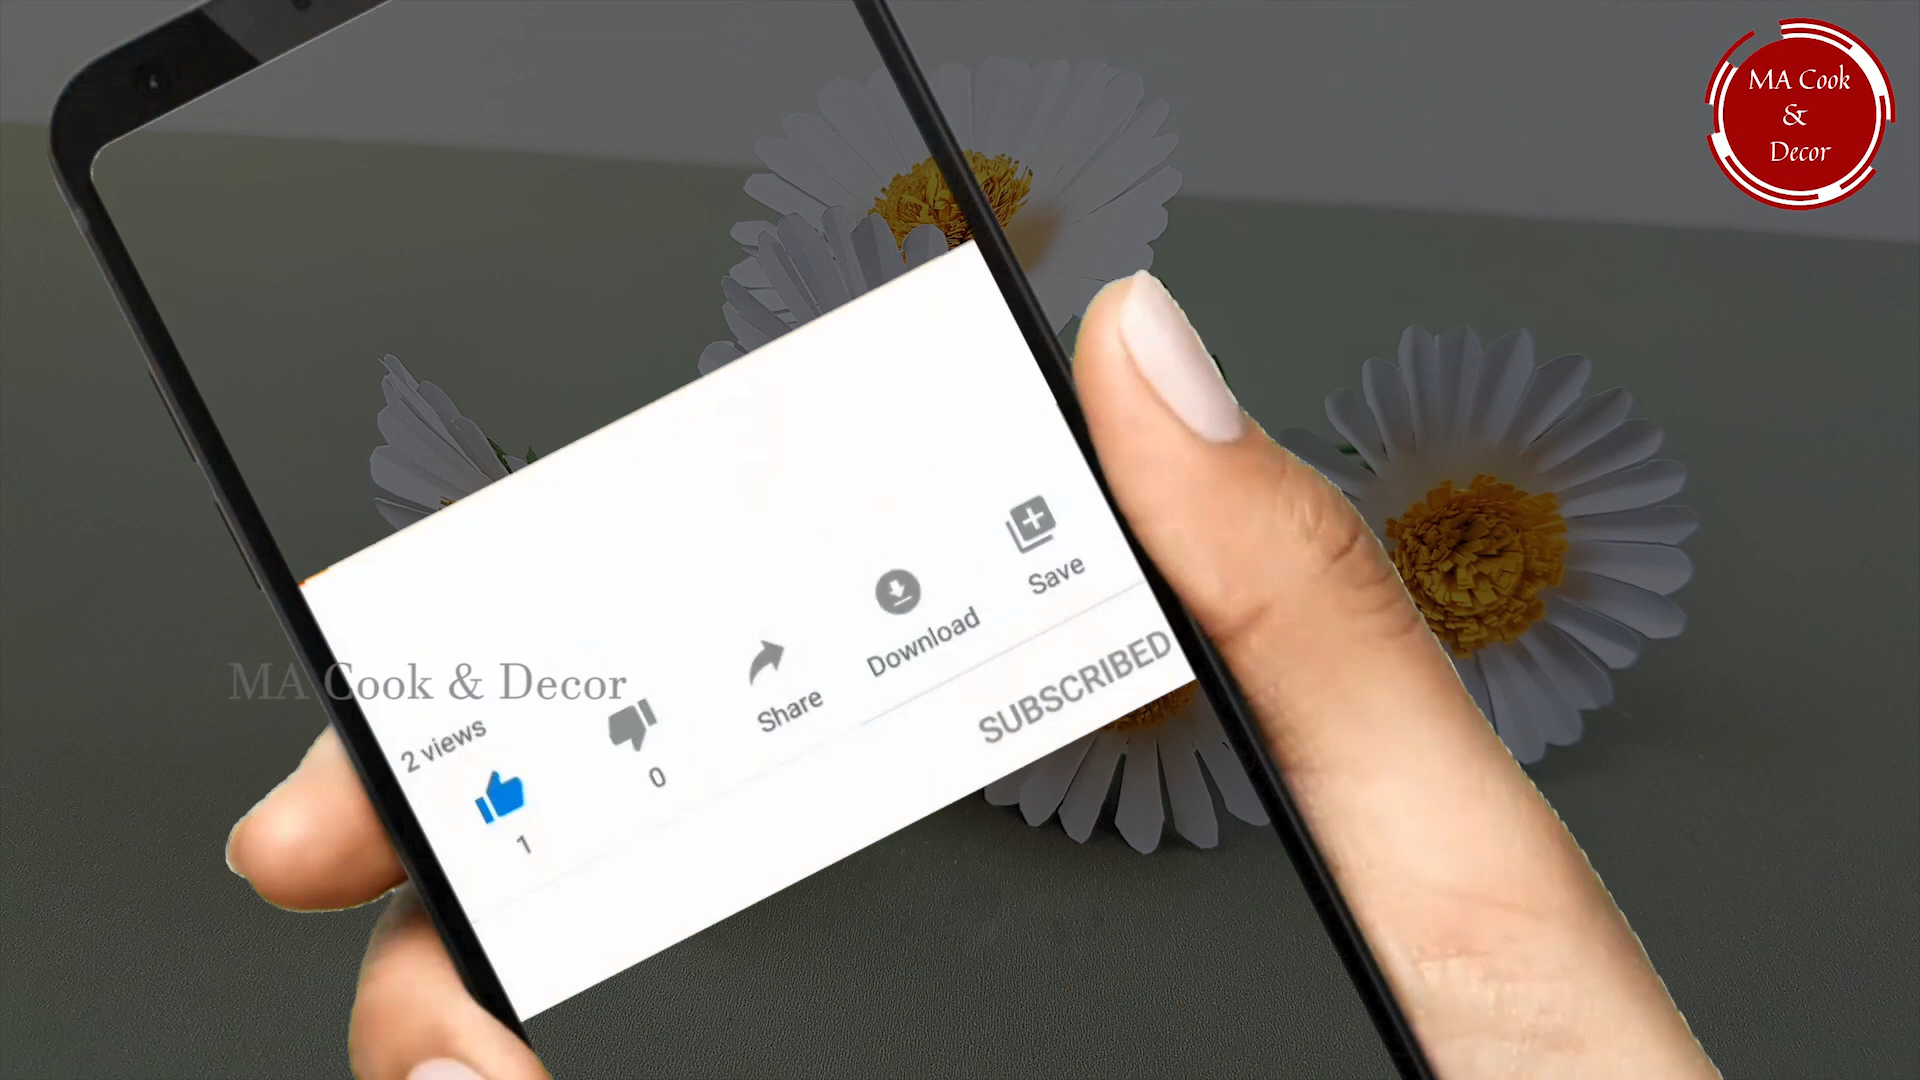 MA Cook
&
Decor
MA Cook & Decor
2 views
1
0
Share
Download
Save
SUBSCRIBED